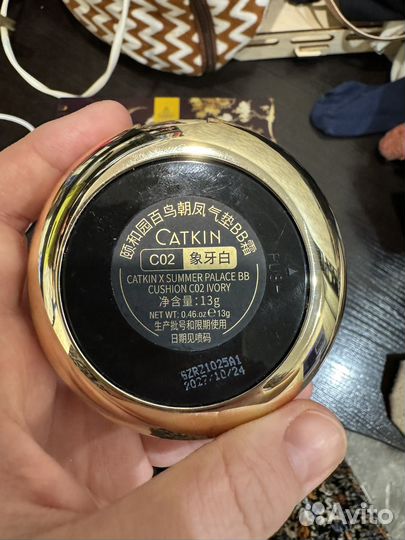 颐和园百鸟朝凤气垫BB霜
CATKIN
C02 象牙白
CATKIN X SUMMER PALACE BB
CUSHION C02 IVORY
净含量：13g
NET WT: 0.46 oz ℮ 13g
生产批号和限期使用
日期见喷码
2027/10/24
Avito